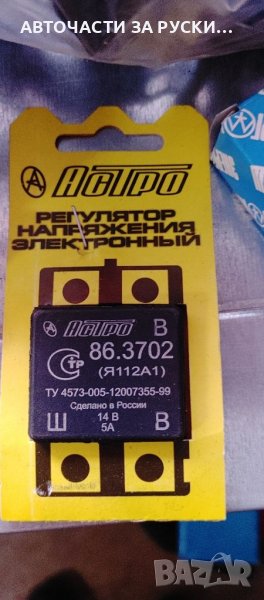 АВТОЧАСТИ ЗА РУСКИ…
АСТРО
РЕГУЛЯТОР
НАПРЯЖЕНИЯ
ЭЛЕКТРОННЫЙ
АСТРО В
86.3702
(Я112А1)
ТУ 4573-005-12007355-99
Сделано в России
14 В
5А
Ш В
BAZAR